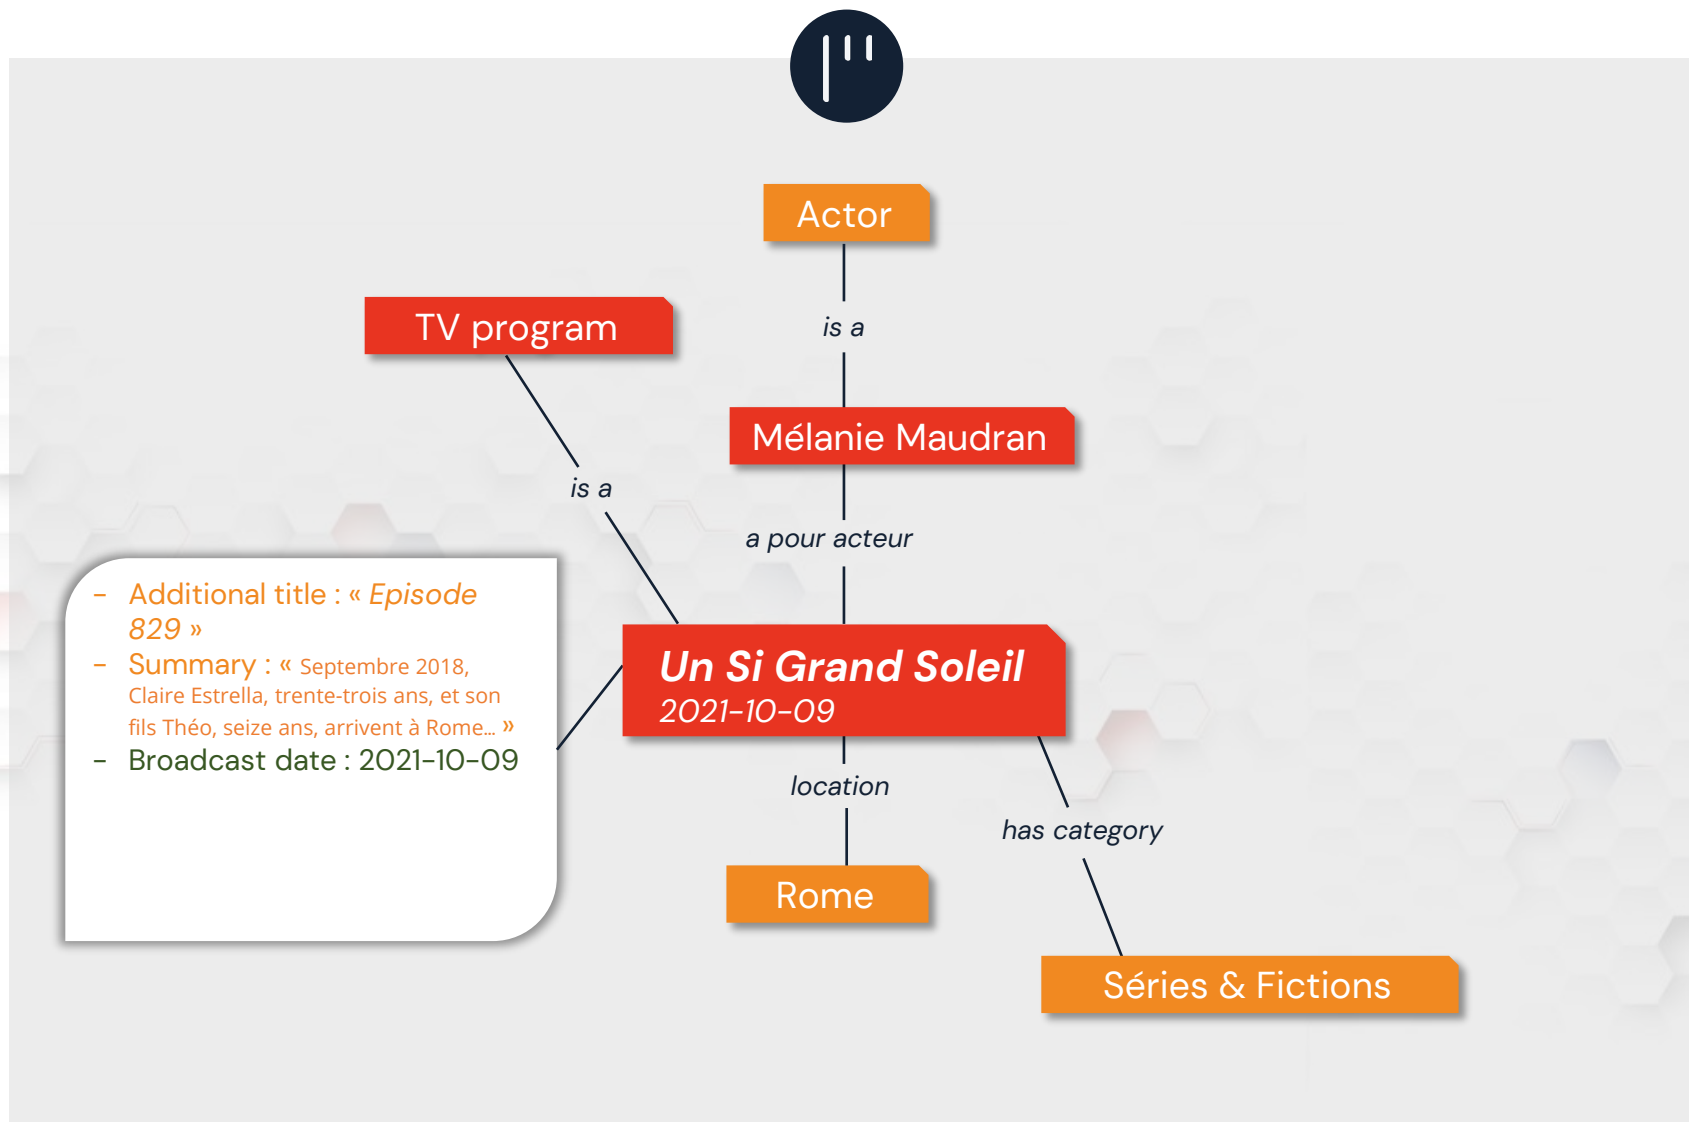 Actor
TV program
is a
Mélanie Maudran
is a
a pour acteur
- Additional title : « Episode
829 »
- Summary : « Septembre 2018,
Claire Estrella, trente-trois ans, et son
fils Théo, seize ans, arrivent à Rome... »
- Broadcast date : 2021-10-09
Un Si Grand Soleil
2021-10-09
location
has category
Rome
Séries & Fictions